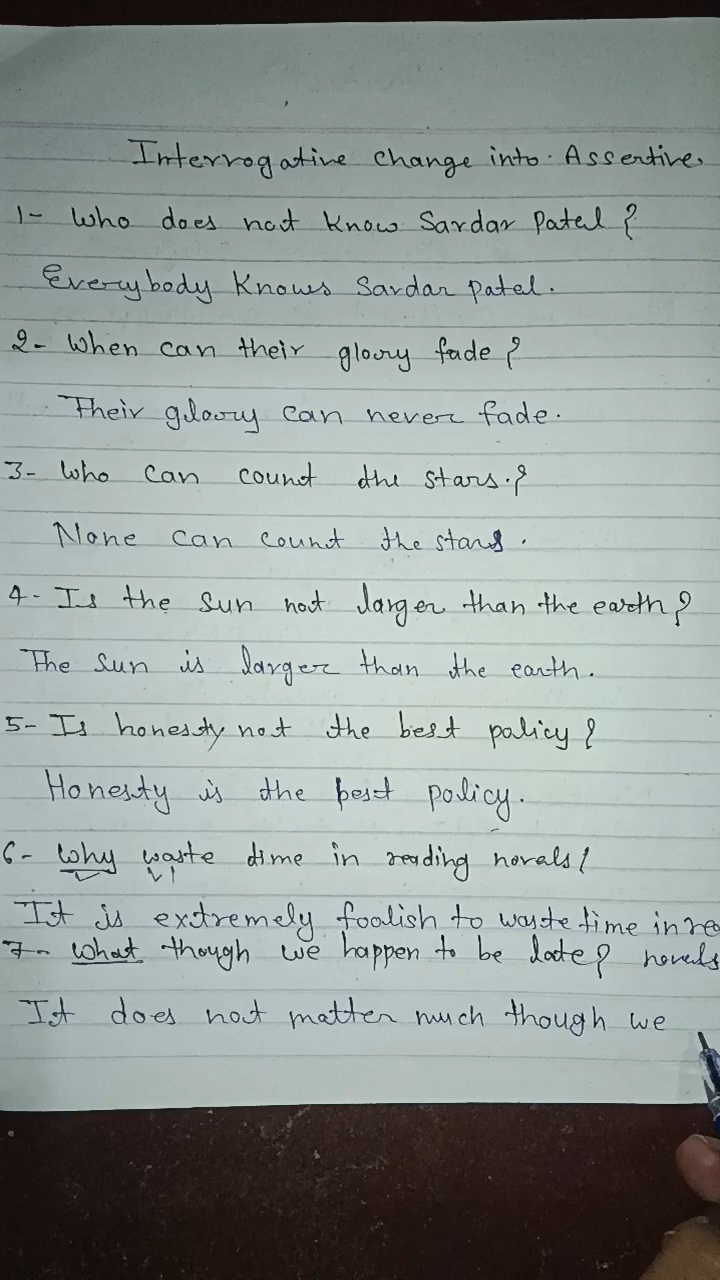 Interrogative change into Assertive.
1- Who does not know Sardar Patel?
Everybody Knows Sardar patel.
2- When can their gloory fade?
Their gloory can never fade.
3- Who can count the stars.?
None can count the stars.
4- Is the sun not larger than the earth?
The sun is larger than the earth.
5- Is honesty not the best policy?
Honesty is the best policy.
6- Why waste time in reading novals?
It is extremely foolish to waste time in re
7- What though we happen to be late? novels
It does not matter much though we